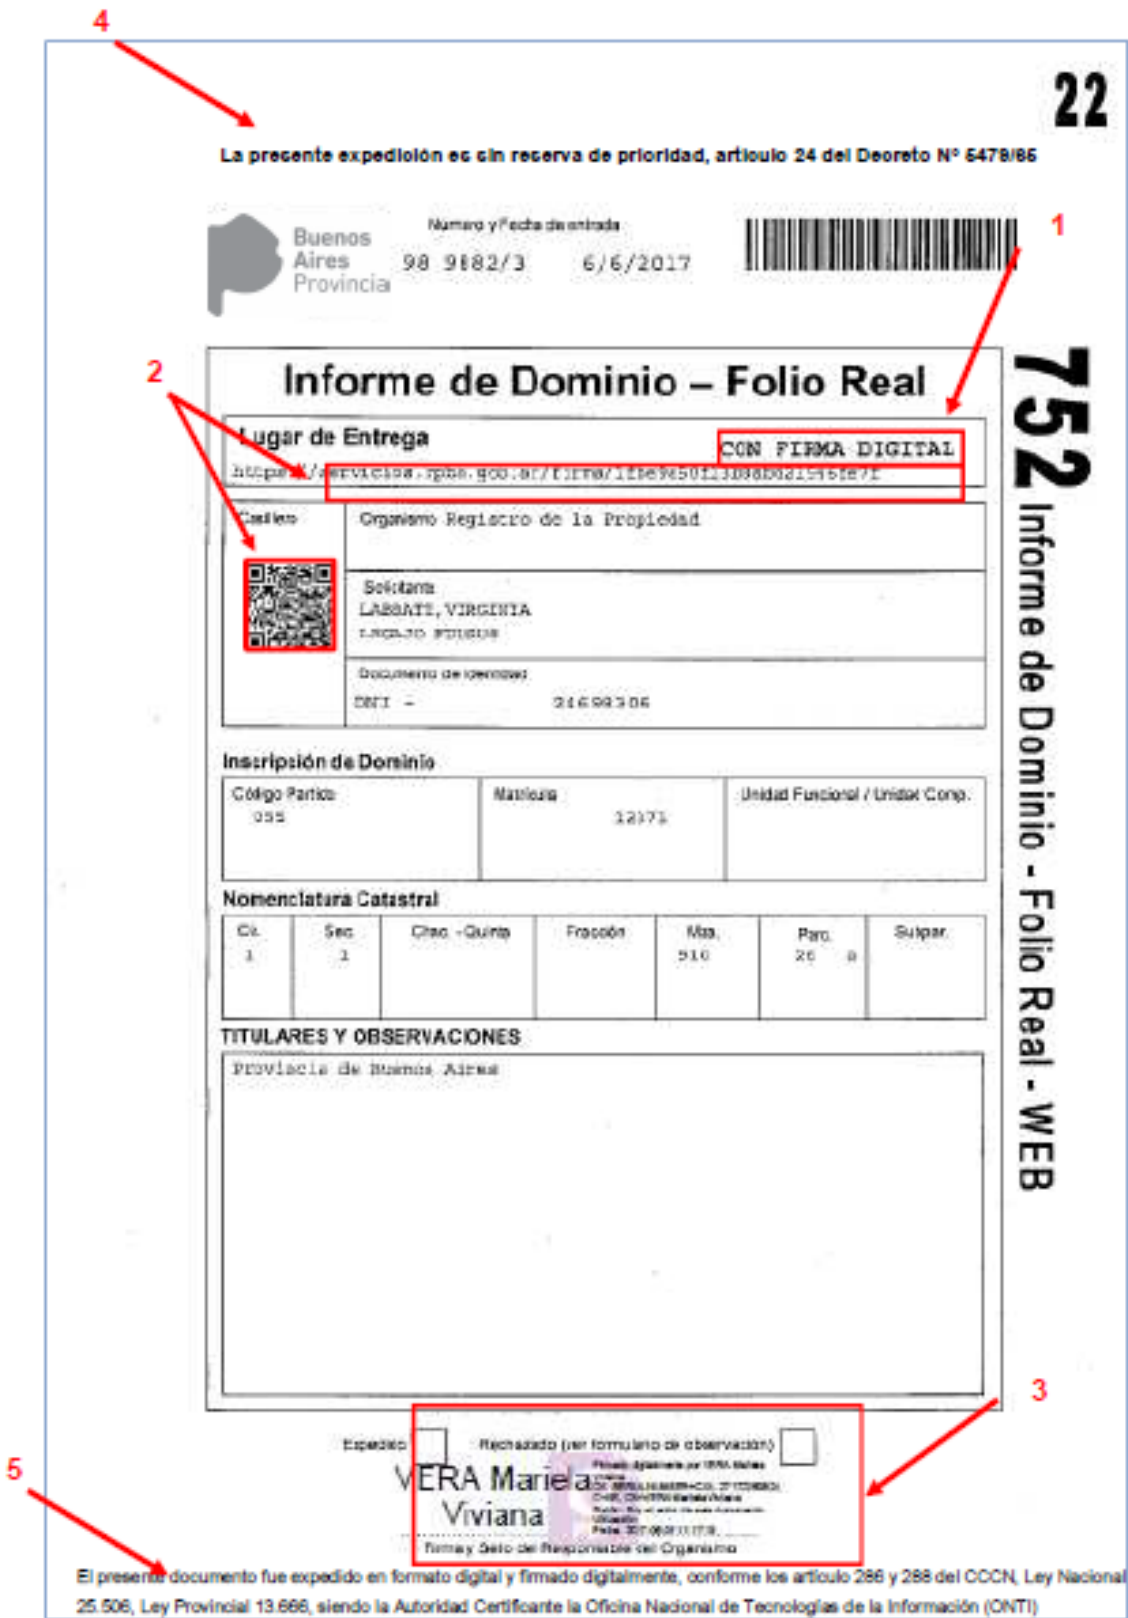 4
22
La presente expedición es sin reserva de prioridad, artículo 24 del Decreto Nº 5479/65
Número y Fecha de entrada
1
Buenos
Aires
Provincia
98 9882/3 6/6/2017
2
Informe de Dominio – Folio Real
752 Informe de Dominio - Folio Real - WEB
Lugar de Entrega
CON FIRMA DIGITAL
Casillero
Organismo Registro de la Propiedad
Solicitante
VIRGINIA
LEGAJO
Documento de Identidad
DNI - 21698306
Inscripción de Dominio
Código Partido
Matrícula
Unidad Funcional / Unidad Comp.
055
Nomenclatura Catastral
Cir.
Sec.
Chac. - Quinta
Fracción
Mza.
Parc.
Subpar.
1
1
910
TITULARES Y OBSERVACIONES
Provincia de Buenos Aires
3
Expedido
Rechazado (ver formulario de observación)
VERA Mariela
Viviana
Firma y Sello del Responsable del Organismo
5
El presente documento fue expedido en formato digital y firmado digitalmente, conforme los artículo 286 y 288 del CCCN, Ley Nacional
25.506, Ley Provincial 13.666, siendo la Autoridad Certificante la Oficina Nacional de Tecnologías de la Información (ONTI)